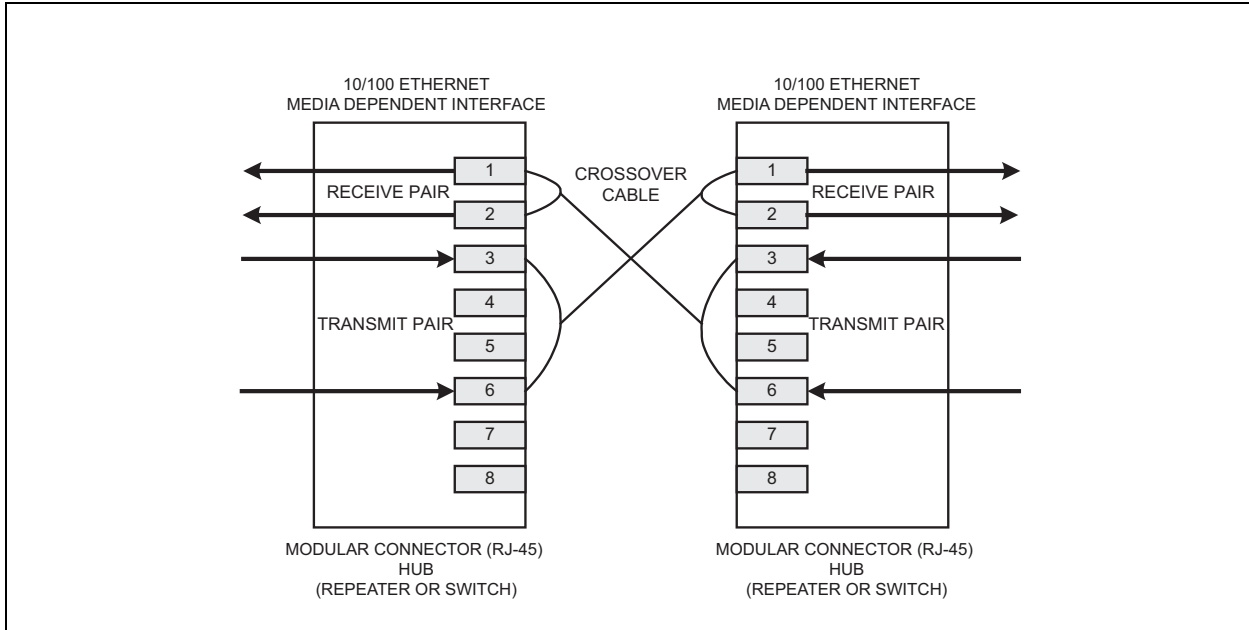 10/100 ETHERNET
MEDIA DEPENDENT INTERFACE
1
2
3
4
5
6
7
8
RECEIVE PAIR
TRANSMIT PAIR
MODULAR CONNECTOR (RJ-45)
HUB
(REPEATER OR SWITCH)
CROSSOVER
CABLE
10/100 ETHERNET
MEDIA DEPENDENT INTERFACE
1
2
3
4
5
6
7
8
RECEIVE PAIR
TRANSMIT PAIR
MODULAR CONNECTOR (RJ-45)
HUB
(REPEATER OR SWITCH)